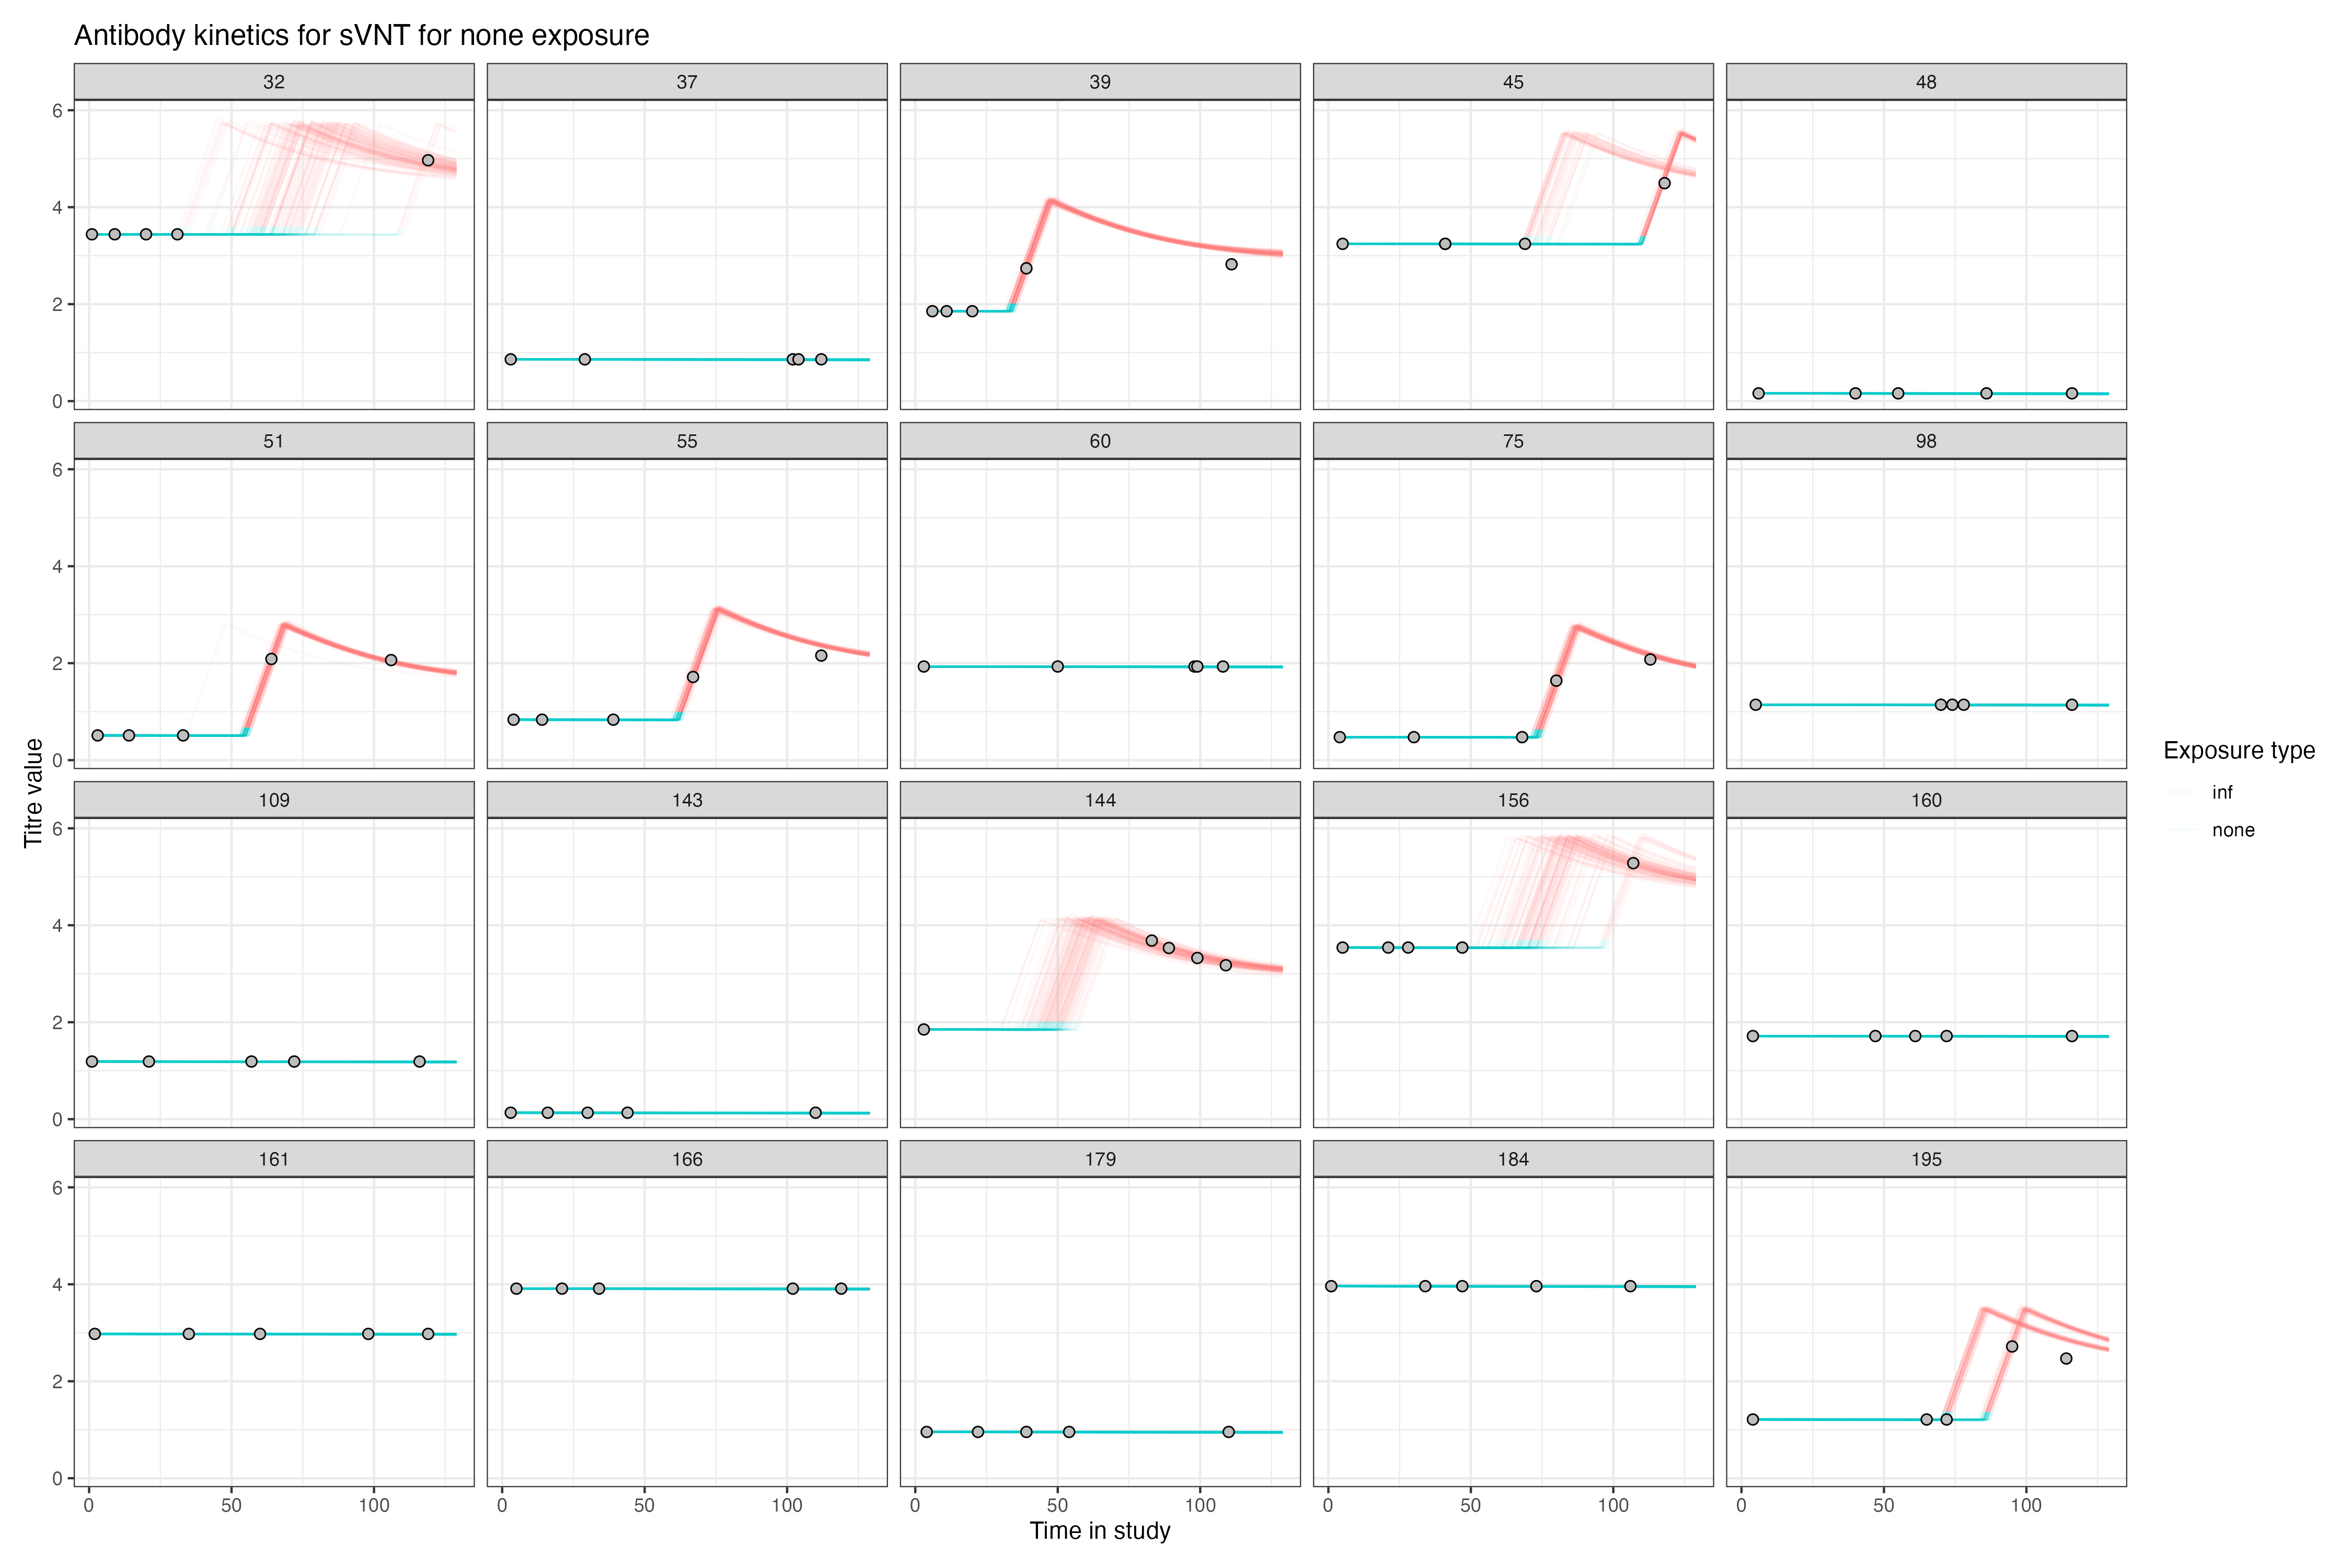 Antibody kinetics for sVNT for none exposure
32 37 39 45 48
6
4
2
0
51 55 60 75 98
6
4
2
0
109 143 144 156 160
6
4
2
0
161 166 179 184 195
6
4
2
0
0 50 100 0 50 100 0 50 100 0 50 100 0 50 100
Time in study
Titre value
Exposure type
inf
none